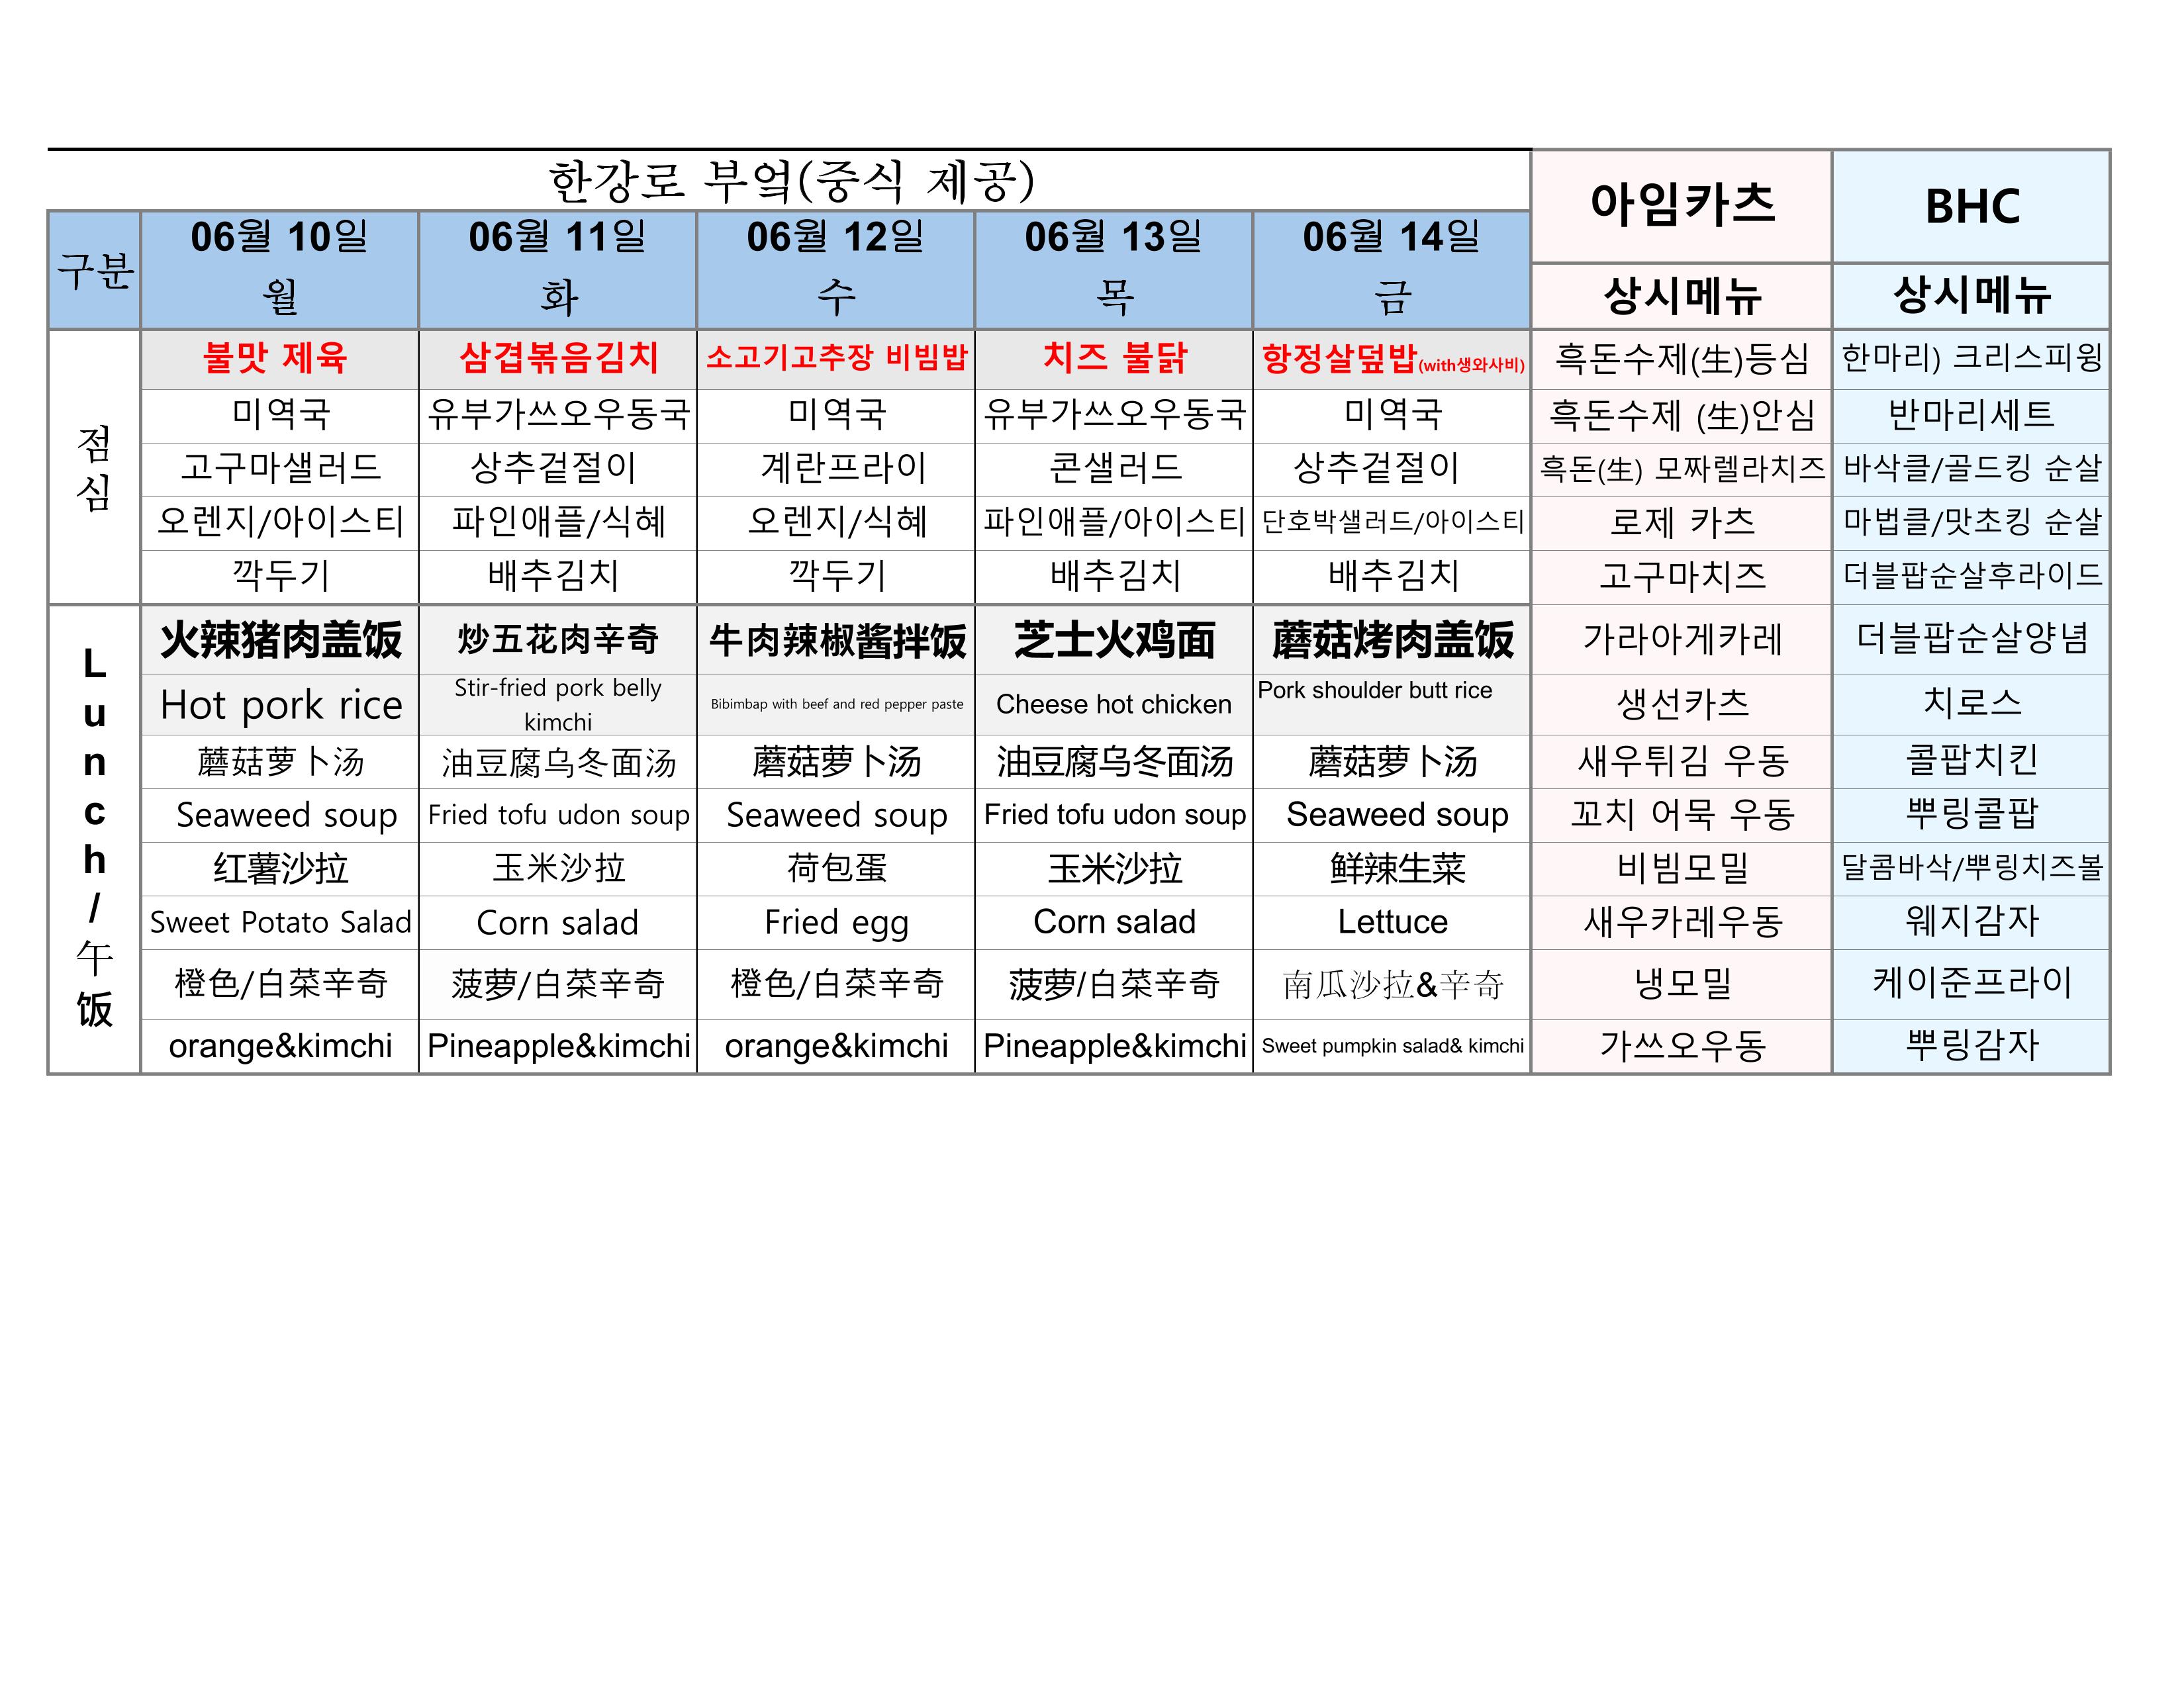 한강로 부엌(중식 제공) 아임카츠 BHC
구분 06월 10일 06월 11일 06월 12일 06월 13일 06월 14일
월 화 수 목 금 상시메뉴 상시메뉴
점심 불맛 제육 삼겹볶음김치 소고기고추장 비빔밥 치즈 불닭 항정살덮밥(with생와사비) 흑돈수제(生)등심 한마리) 크리스피윙
미역국 유부가쓰오우동국 미역국 유부가쓰오우동국 미역국 흑돈수제 (生)안심 반마리세트
고구마샐러드 상추겉절이 계란프라이 콘샐러드 상추겉절이 흑돈(生) 모짜렐라치즈 바삭클/골드킹 순살
오렌지/아이스티 파인애플/식혜 오렌지/식혜 파인애플/아이스티 단호박샐러드/아이스티 로제 카츠 마법클/맛초킹 순살
깍두기 배추김치 깍두기 배추김치 배추김치 고구마치즈 더블팝순살후라이드
Lunch/午饭 火辣猪肉盖饭 炒五花肉辛奇 牛肉辣椒酱拌饭 芝士火鸡面 蘑菇烤肉盖饭 가라아게카레 더블팝순살양념
Hot pork rice Stir-fried pork belly kimchi Bibimbap with beef and red pepper paste Cheese hot chicken Pork shoulder butt rice 생선카츠 치로스
蘑菇萝卜汤 油豆腐乌冬面汤 蘑菇萝卜汤 油豆腐乌冬面汤 蘑菇萝卜汤 새우튀김 우동 콜팝치킨
Seaweed soup Fried tofu udon soup Seaweed soup Fried tofu udon soup Seaweed soup 꼬치 어묵 우동 뿌링콜팝
红薯沙拉 玉米沙拉 荷包蛋 玉米沙拉 鲜辣生菜 비빔모밀 달콤바삭/뿌링치즈볼
Sweet Potato Salad Corn salad Fried egg Corn salad Lettuce 새우카레우동 웨지감자
橙色/白菜辛奇 菠萝/白菜辛奇 橙色/白菜辛奇 菠萝/白菜辛奇 南瓜沙拉&辛奇 냉모밀 케이준프라이
orange&kimchi Pineapple&kimchi orange&kimchi Pineapple&kimchi Sweet pumpkin salad& kimchi 가쓰오우동 뿌링감자